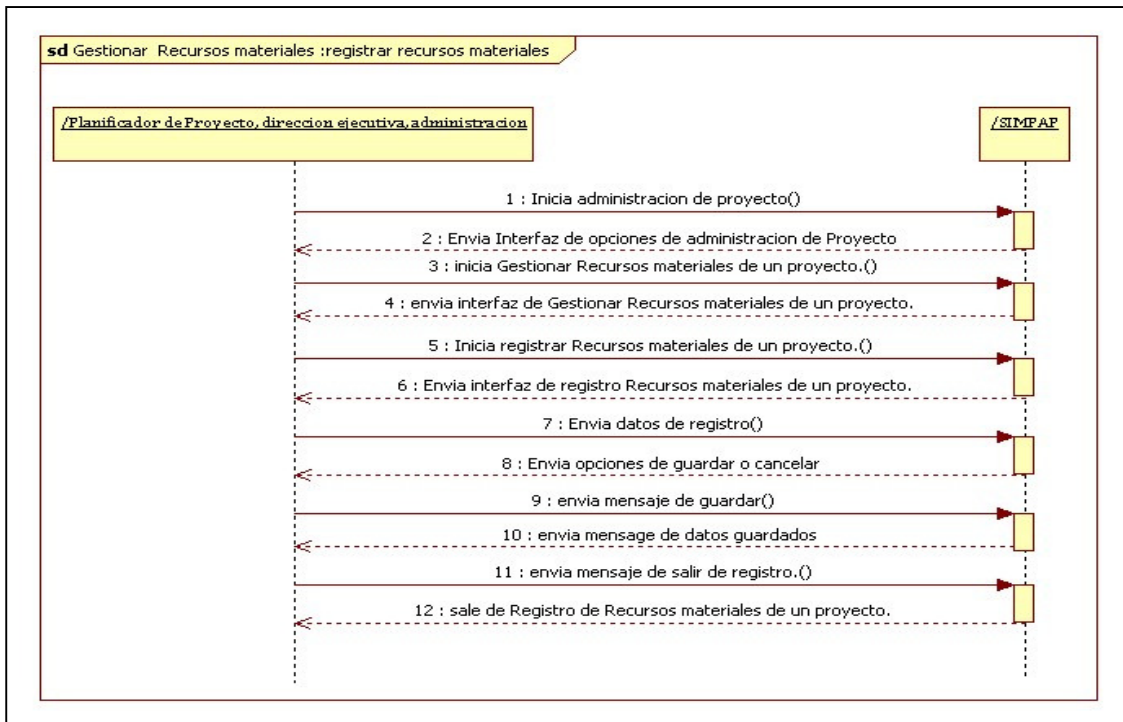 sd Gestionar Recursos materiales :registrar recursos materiales
/Planificador de Proyecto, direccion ejecutiva,administracion
/SIMPAP
1 : Inicia administracion de proyecto()
2 : Envia Interfaz de opciones de administracion de Proyecto
3 : inicia Gestionar Recursos materiales de un proyecto.()
4 : envia interfaz de Gestionar Recursos materiales de un proyecto.
5 : Inicia registrar Recursos materiales de un proyecto.()
6 : Envia interfaz de registro Recursos materiales de un proyecto.
7 : Envia datos de registro()
8 : Envia opciones de guardar o cancelar
9 : envia mensaje de guardar()
10 : envia mensage de datos guardados
11 : envia mensaje de salir de registro.()
12 : sale de Registro de Recursos materiales de un proyecto.